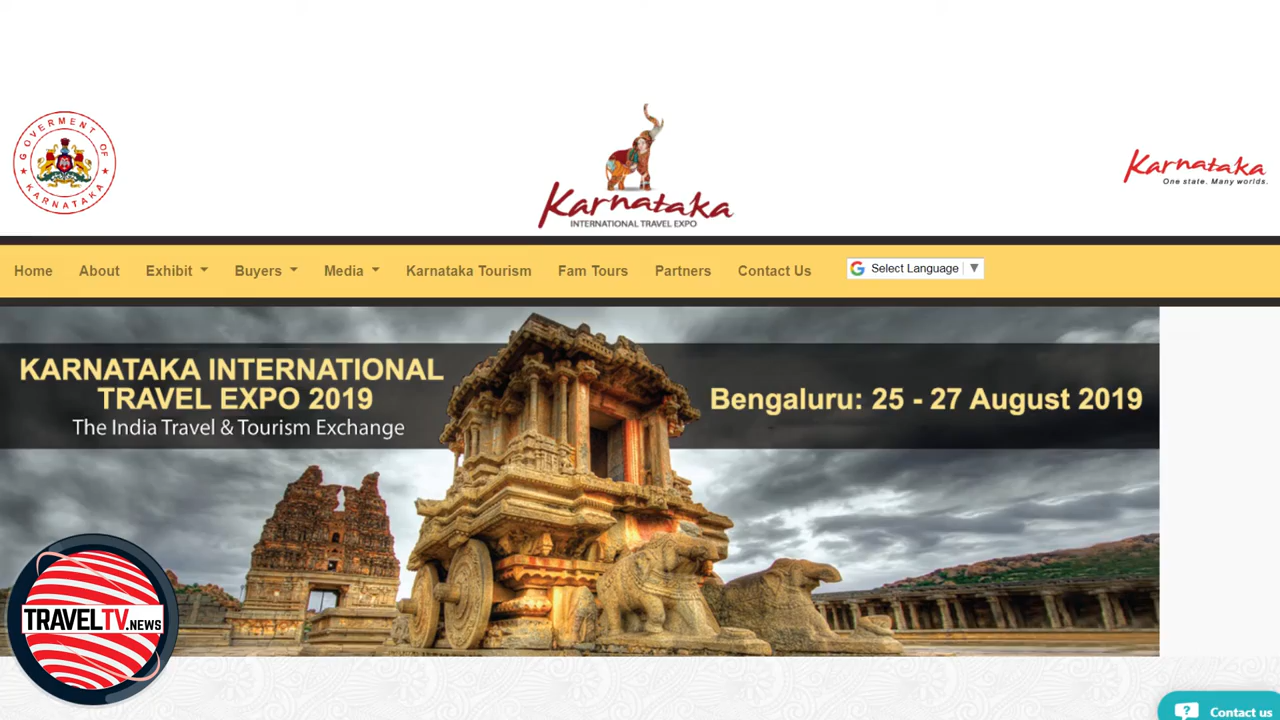 GOVERMENT OF
KARNATAKA
Karnataka
INTERNATIONAL TRAVEL EXPO
Karnataka
One state. Many worlds.
Home About Exhibit Buyers Media Karnataka Tourism Fam Tours Partners Contact Us Select Language
KARNATAKA INTERNATIONAL
TRAVEL EXPO 2019
The India Travel & Tourism Exchange
Bengaluru: 25 - 27 August 2019
TRAVELTV.NEWS
? Contact us